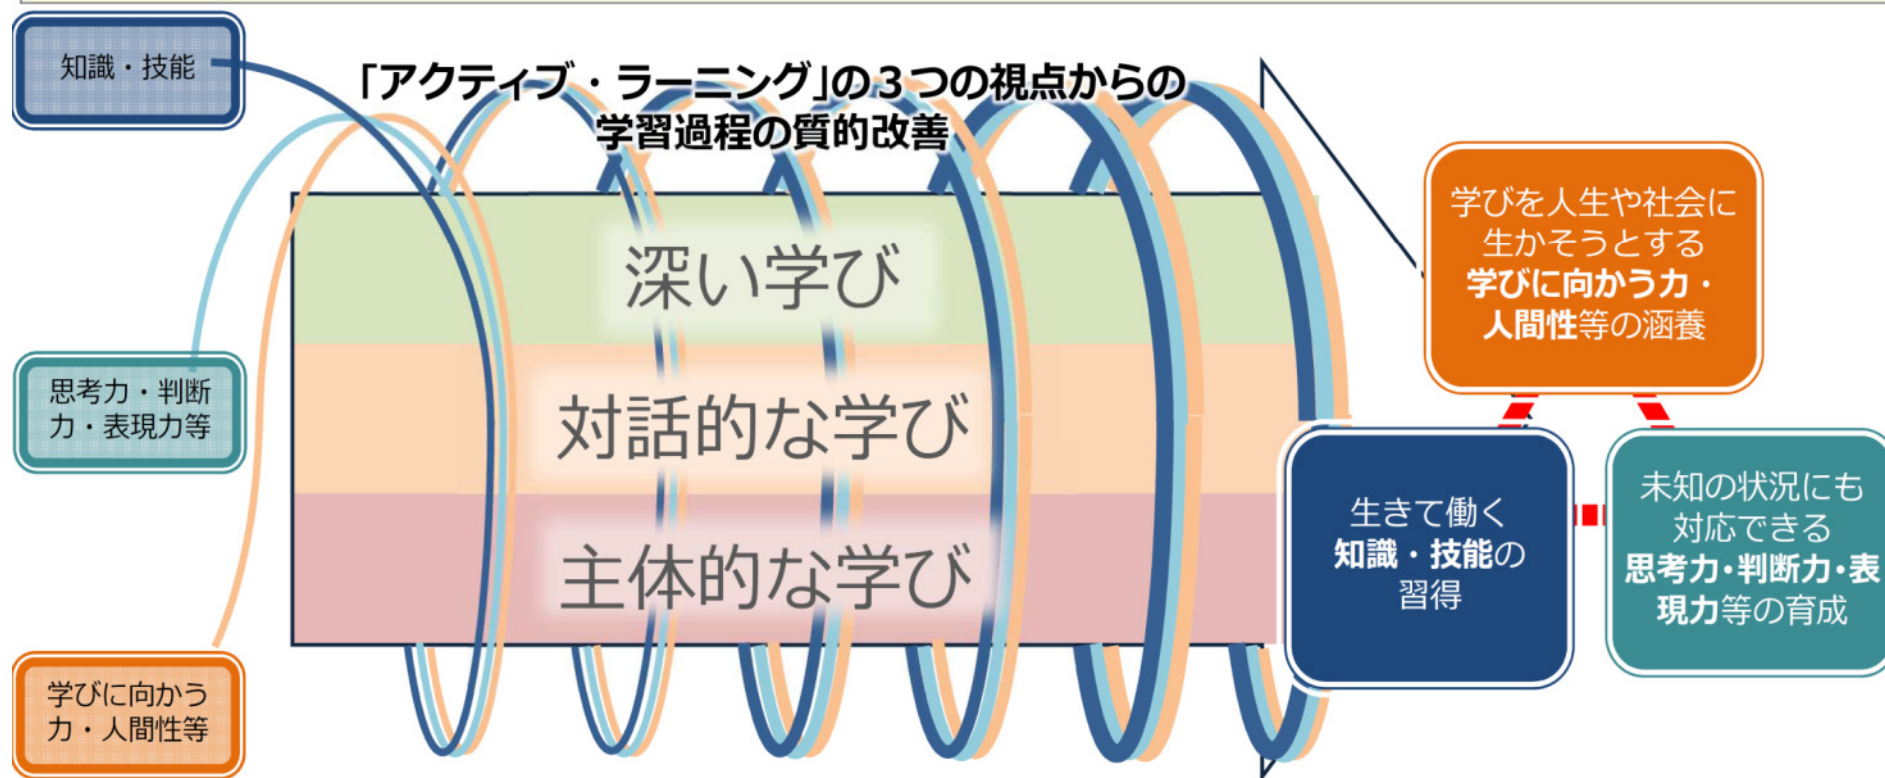 知識・技能
「アクティブ・ラーニング」の３つの視点からの
学習過程の質的改善
思考力・判断
力・表現力等
学びに向かう
力・人間性等
深い学び
対話的な学び
主体的な学び
学びを人生や社会に
生かそうとする
学びに向かう力・
人間性等の涵養
生きて働く
知識・技能の
習得
未知の状況にも
対応できる
思考力・判断力・表
現力等の育成